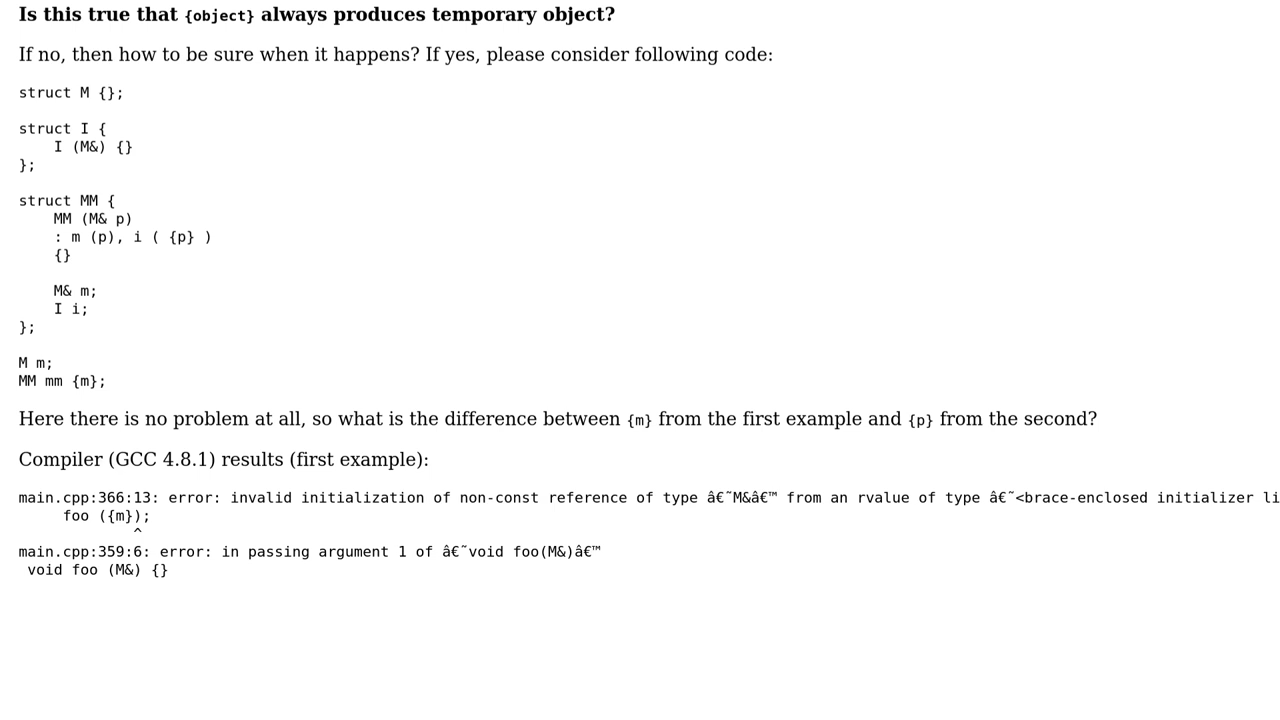 Is this true that {object} always produces temporary object?
If no, then how to be sure when it happens? If yes, please consider following code:
struct M {};
struct I {
    I (M&) {}
};
struct MM {
    MM (M& p)
    : m (p), i ( {p} )
    {}
    M& m;
    I i;
};
M m;
MM mm {m};
Here there is no problem at all, so what is the difference between {m} from the first example and {p} from the second?
Compiler (GCC 4.8.1) results (first example):
main.cpp:366:13: error: invalid initialization of non-const reference of type â€˜M&â€™ from an rvalue of type â€˜<brace-enclosed initializer li
     foo ({m});
             ^
main.cpp:359:6: error: in passing argument 1 of â€˜void foo(M&)â€™
 void foo (M&) {}